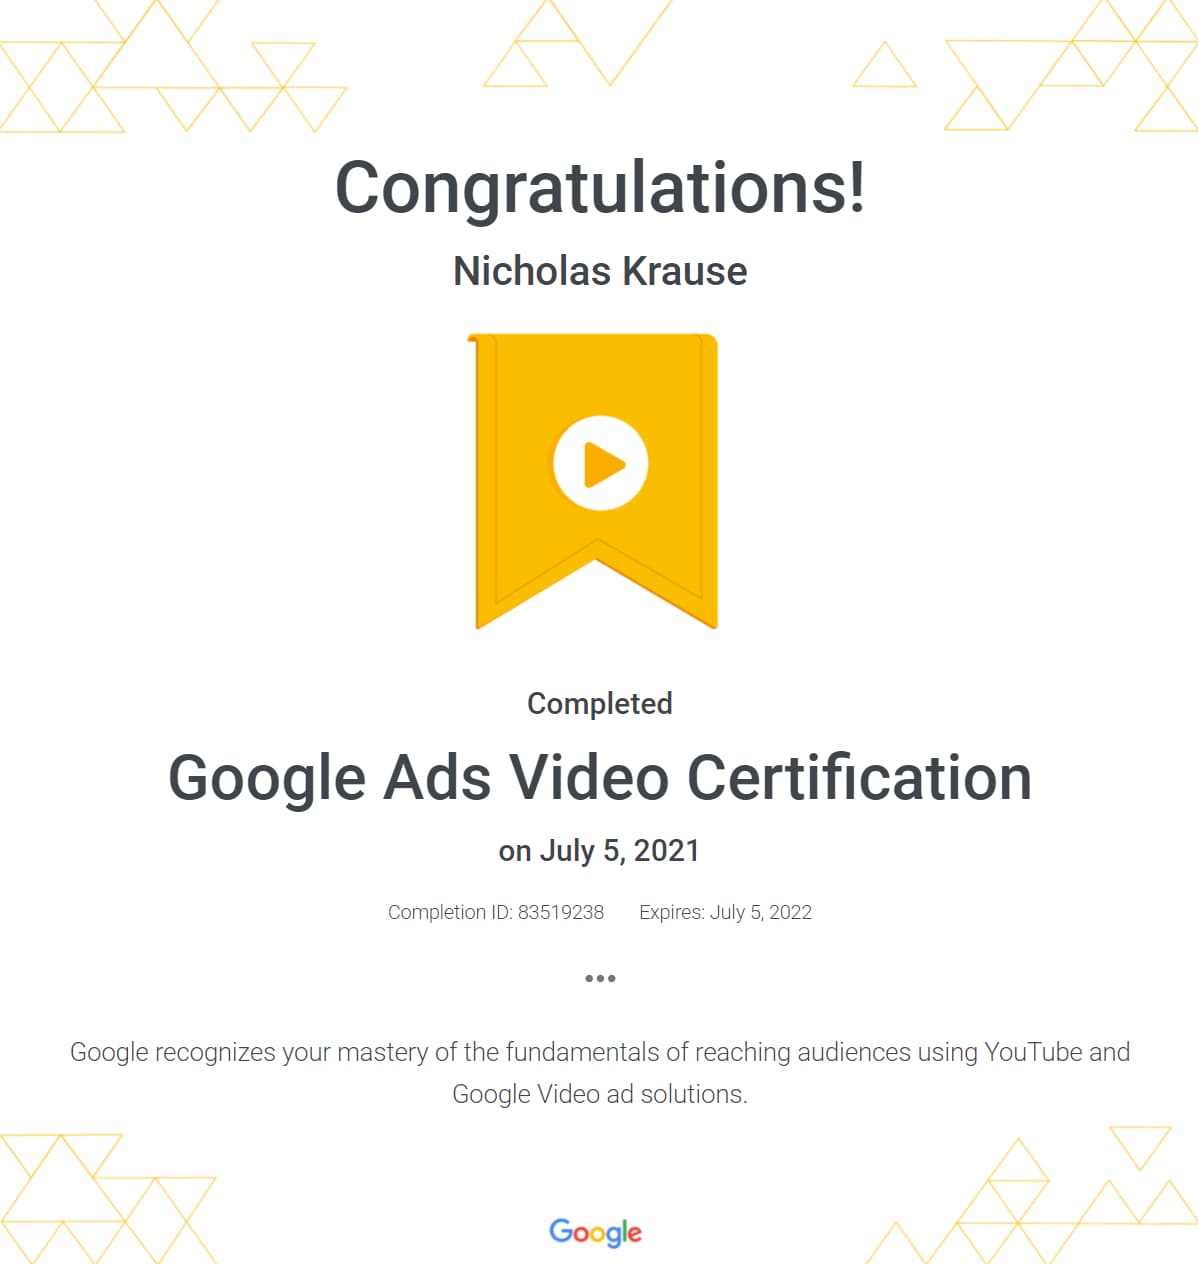 Congratulations!
Nicholas Krause
Completed
Google Ads Video Certification
on July 5, 2021
Completion ID: 83519238 Expires: July 5, 2022
•••
Google recognizes your mastery of the fundamentals of reaching audiences using YouTube and
Google Video ad solutions.
Google